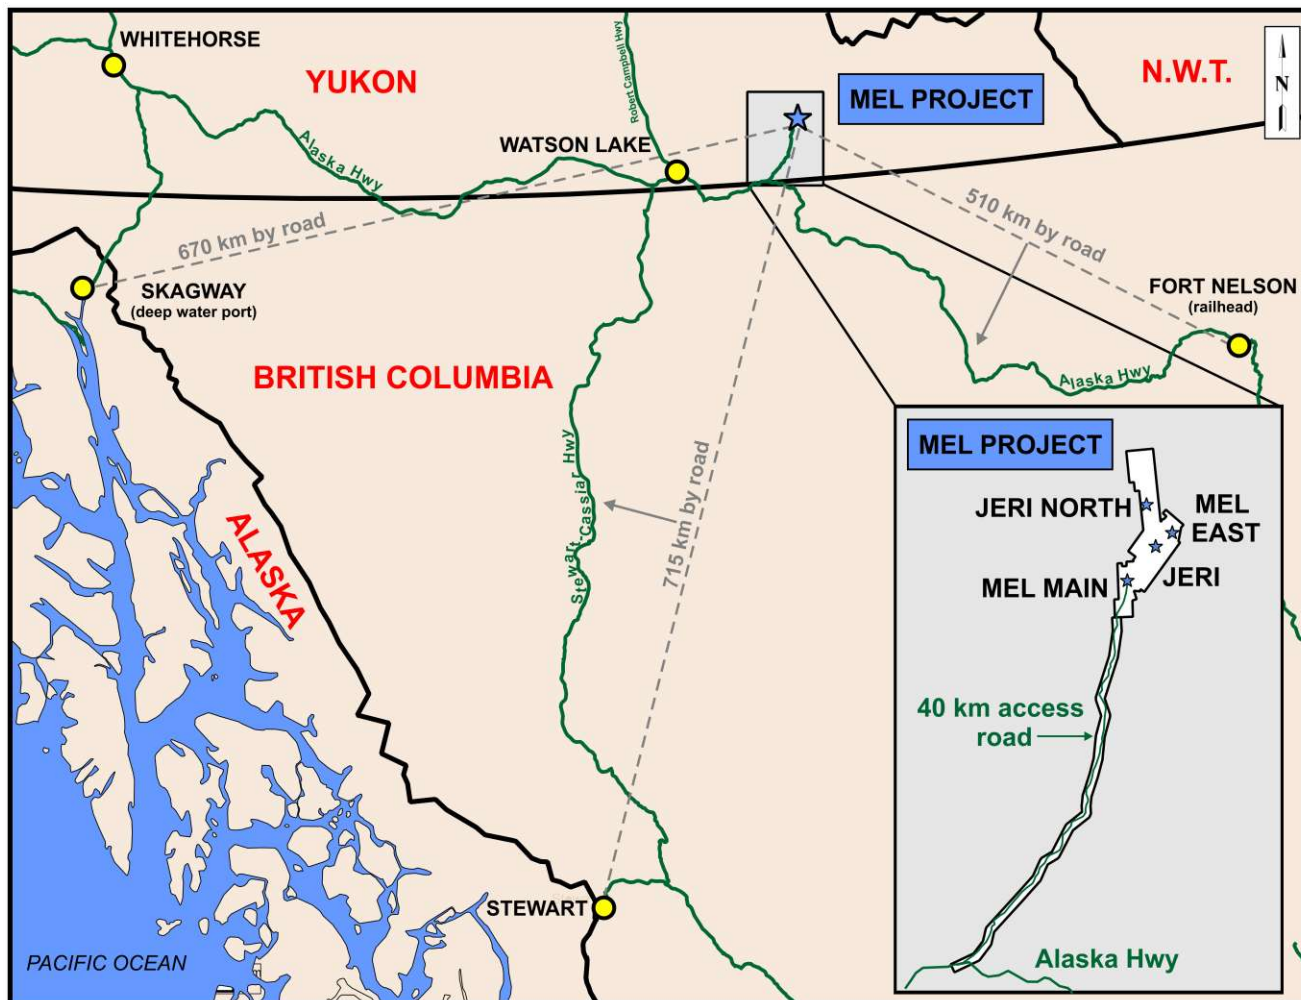 WHITEHORSE
YUKON
Robert Campbell Hwy
MEL PROJECT
N.W.T.
N
Alaska Hwy
WATSON LAKE
670 km by road
510 km by road
SKAGWAY
(deep water port)
FORT NELSON
(railhead)
BRITISH COLUMBIA
Alaska Hwy
Stewart-Cassiar Hwy
715 km by road
ALASKA
MEL PROJECT
JERI NORTH
MEL
EAST
JERI
MEL MAIN
40 km access
road
STEWART
Alaska Hwy
PACIFIC OCEAN